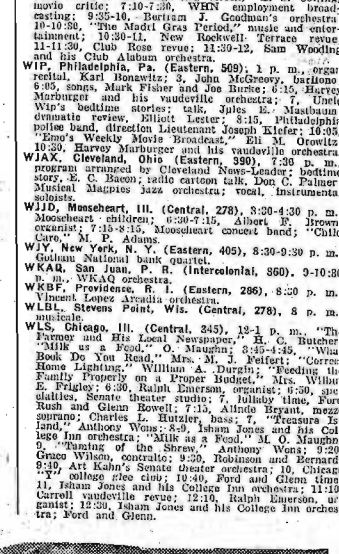 movie critic; 7:10-7:30, WHN employment broad-
casting; 9:35-10, Bertram J. Goodman's orchestra
10-10:30, "The Madri Gras Period," music and enter-
tainment; 10:30-11, New Rockwell Terrace revue
11-11:30, Club Rose revue; 11:30-12, Sam Wooding
and his Club Alabam orchestra.
WIP, Philadelphia, Pa. (Eastern, 509), 1 p. m., organ
recital, Karl Bonawitz; 3, John McGreevy, baritone,
6:05, songs, Mark Fisher and Joe Burke; 6:15, Harvey
Marburger and his vaudeville orchestra; 7, Uncle
Wip's bedtime stories; talk, Jules E. Mastbaum
dramatic review, Elliott Lester; 8:15, Philadelphia
police band, direction Lieutenant Joseph Kiefer; 10:05,
"Emo's Weekly Movie Broadcast," Eli M. Orowitz
10:30, Harvey Marburger and his vaudeville orchestra
WJAX, Cleveland, Ohio (Eastern, 390), 7:30 p. m.
program arranged by Cleveland News-Leader; bedtime
story, E. C. Bacon; radio cartoon talk, Don C. Palmer
Musical Magpies jazz orchestra; vocal, instrumental
soloists.
WJJD, Mooseheart, Ill. (Central, 278), 3:30-4:30 p. m.
Mooseheart children; 6:30-7:15, Albert F. Brown
organist; 7:15-8:15, Mooseheart concert band; "Child
Care," M. P. Adams.
WJY, New York, N. Y. (Eastern, 405), 8:30-9:30 p. m.
Gotham National bank quartet.
WKAQ, San Juan, P. R. (Intercolonial, 360). 9-10:30
p. m., WKAQ orchestra.
WKBF, Providence, R. I. (Eastern, 286), 8:30 p. m.
Vincent Lopez Arcadia orchestra.
WLBL, Stevens Point, Wis. (Central, 278), 8 p. m.
musicale.
WLS, Chicago, Ill. (Central, 345), 12-1 p. m., "The
Farmer and His Local Newspaper," H. C. Butcher
"Milk as a Food," O. Maughn; 3:45-4:45, "What
Book Do You Read," Mrs. M. J. Feifert; "Correct
Home Lighting," William A. Durgin; "Feeding the
Family Properly on a Proper Budget," Mrs. Wilbur
E. Frigley; 6:30, Ralph Emerson, organist; 6:50, spe-
cialties, Senate theater studio; 7, lullaby time, Ford
Rush and Glenn Rowell; 7:15, Alinde Bryant, mezzo
soprano; Charles L. Hutzler, bass; 7, "Treasure Is-
land," Anthony Wons; 8-9, Isham Jones and his Col-
lege Inn orchestra; "Milk as a Food," M. O. Maughn
9, "Taming of the Shrew," Anthony Wons; 9:20
Grace Wilson, contralto; 9:30, Robinson and Bernard
9:40, Art Kahn's Senate theater orchestra; 10, Chicago
"Y" college glee club; 10:40, Ford and Glenn time
11, Isham Jones and his College Inn orchestra; 11:10
Carroll vaudeville revue; 12:10, Ralph Emerson, or-
ganist; 12:30, Isham Jones and his College Inn orches-
tra; Ford and Glenn.